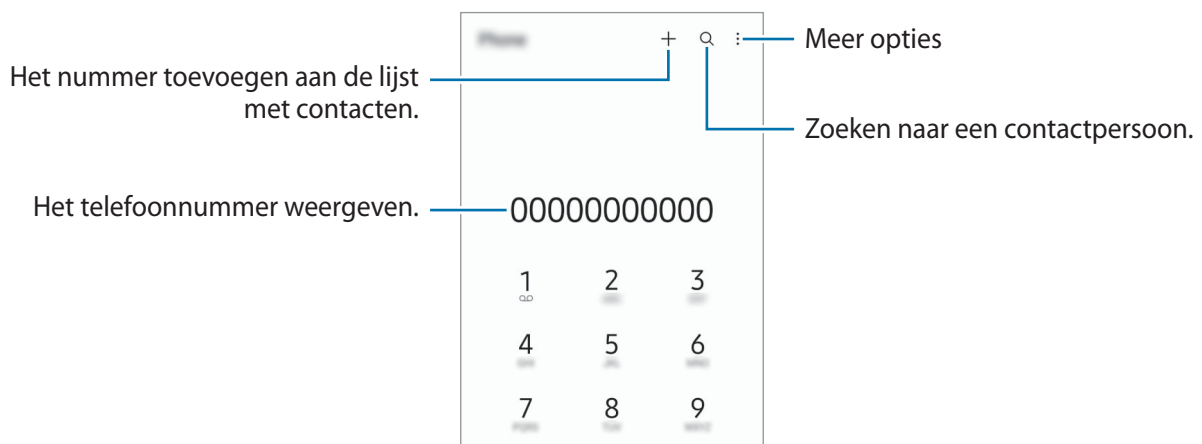 Meer opties
Het nummer toevoegen aan de lijst
met contacten.
Zoeken naar een contactpersoon.
Het telefoonnummer weergeven.
00000000000
1 2 3
4 5 6
7 8 9